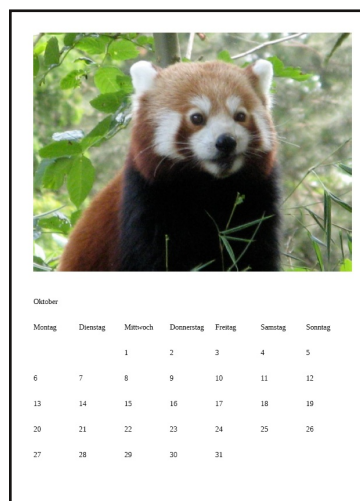 Oktober
Montag Dienstag Mittwoch Donnerstag Freitag Samstag Sonntag
1 2 3 4 5
6 7 8 9 10 11 12
13 14 15 16 17 18 19
20 21 22 23 24 25 26
27 28 29 30 31